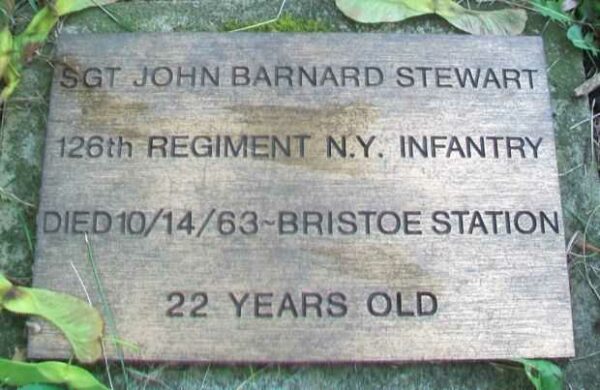 SGT JOHN BARNARD STEWART
126th REGIMENT N.Y. INFANTRY
DIED 10/14/63~BRISTOE STATION
22 YEARS OLD